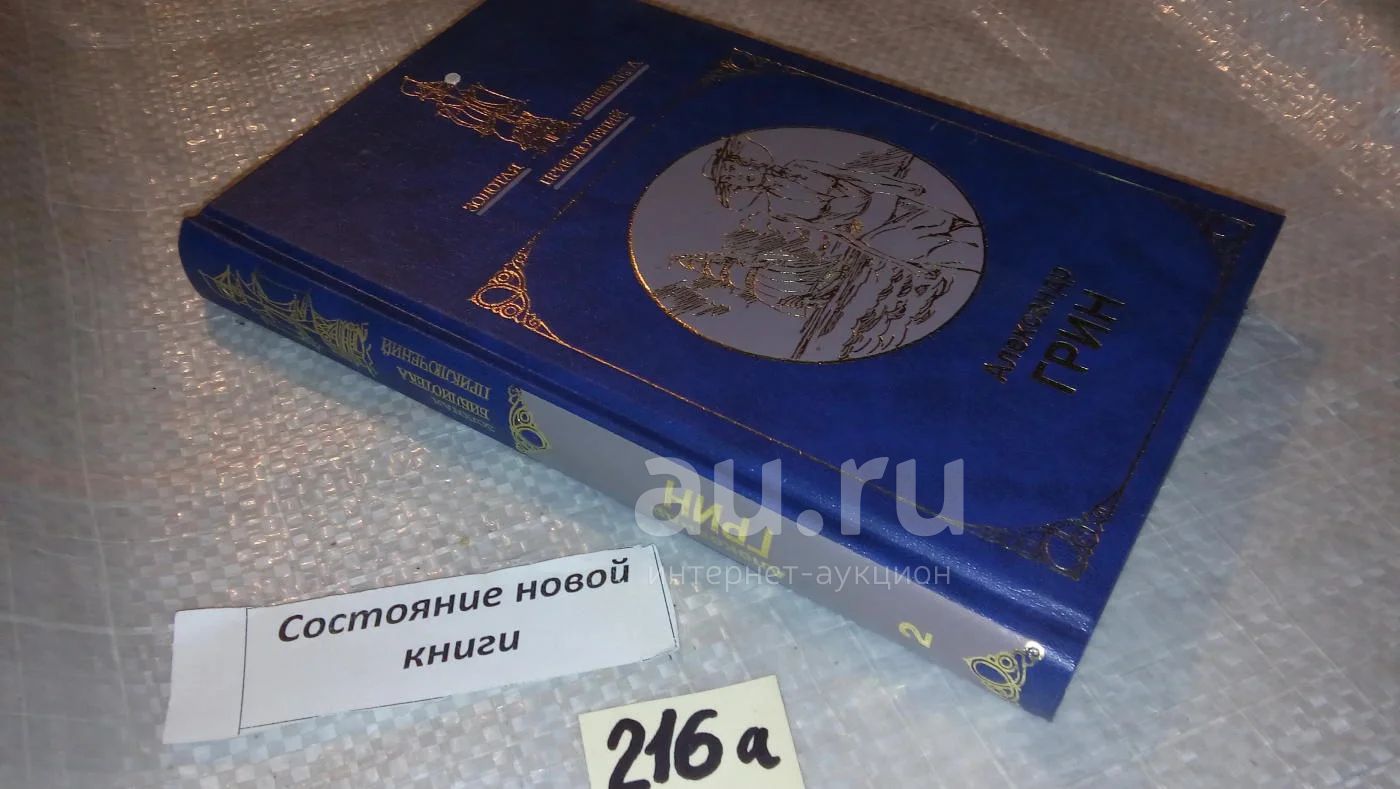 ЗОЛОТАЯ
БИБЛИОТЕКА
ПРИКЛЮЧЕНИЙ
Александр
ГРИН
ЗОЛОТАЯ
БИБЛИОТЕКА
ПРИКЛЮЧЕНИЙ
ГРИН
2
au.ru
интернет-аукцион
Состояние новой
книги
216 а